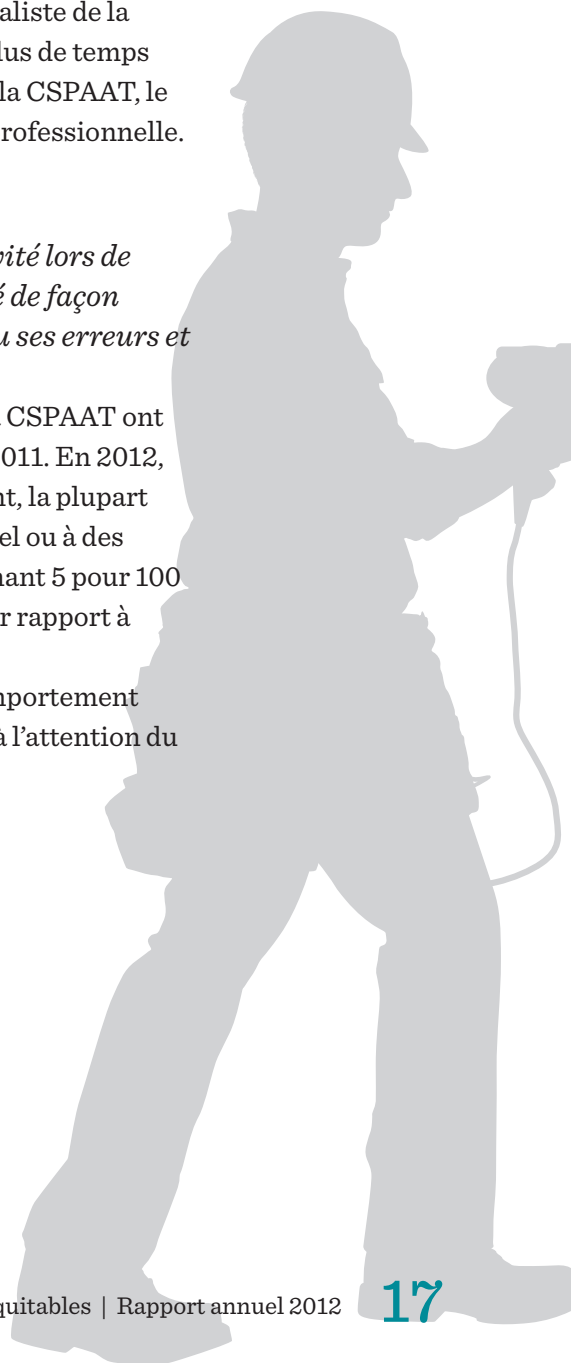 aliste de la
lus de temps
la CSPAAT, le
rofessionnelle.
vité lors de
é de façon
u ses erreurs et
CSPAAT ont
011. En 2012,
nt, la plupart
el ou à des
nant 5 pour 100
r rapport à
nportement
à l’attention du
quitables | Rapport annuel 2012 17